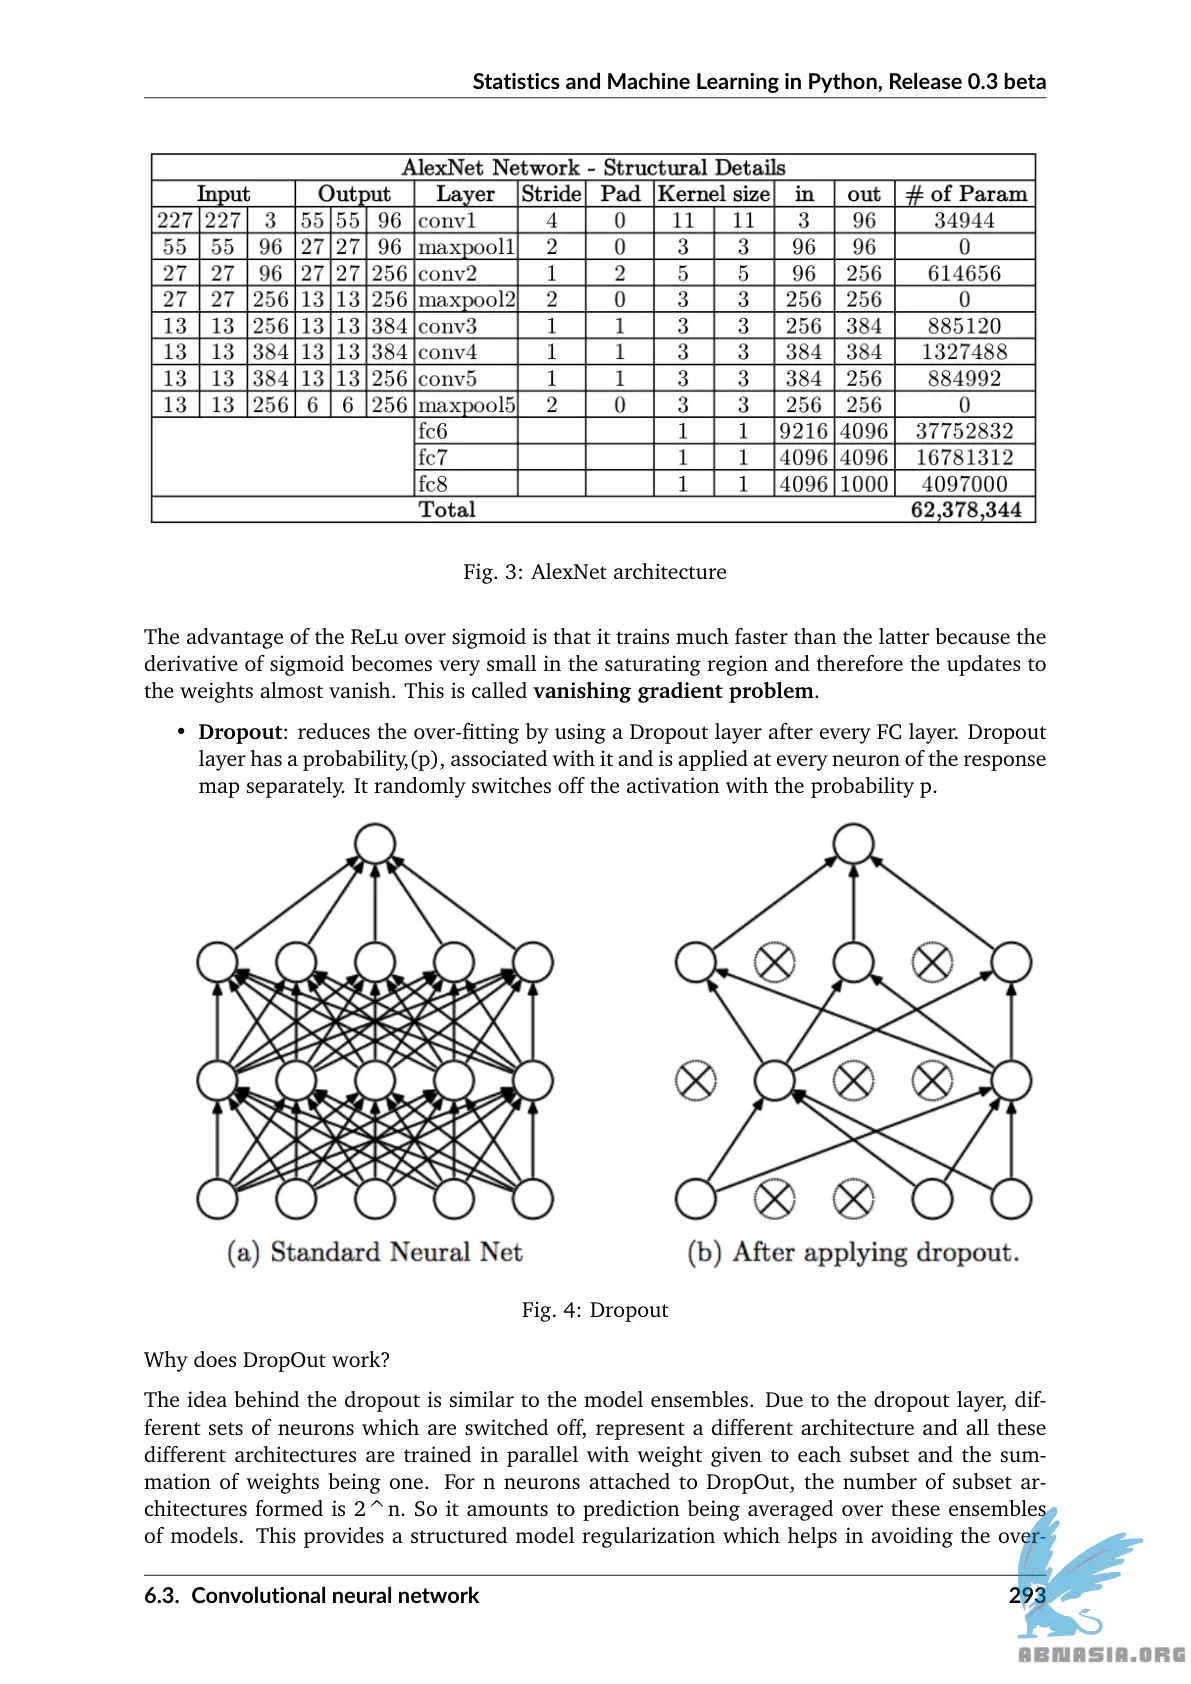 Statistics and Machine Learning in Python, Release 0.3 beta
AlexNet Network - Structural Details
Input Output Layer Stride Pad Kernel size in out # of Param
227 227 3 55 55 96 conv1 4 0 11 11 3 96 34944
55 55 96 27 27 96 maxpool1 2 0 3 3 96 96 0
27 27 96 27 27 256 conv2 1 2 5 5 96 256 614656
27 27 256 13 13 256 maxpool2 2 0 3 3 256 256 0
13 13 256 13 13 384 conv3 1 1 3 3 256 384 885120
13 13 384 13 13 384 conv4 1 1 3 3 384 384 1327488
13 13 384 13 13 256 conv5 1 1 3 3 384 256 884992
13 13 256 6 6 256 maxpool5 2 0 3 3 256 256 0
fc6 1 1 9216 4096 37752832
fc7 1 1 4096 4096 16781312
fc8 1 1 4096 1000 4097000
Total 62,378,344
Fig. 3: AlexNet architecture
The advantage of the ReLu over sigmoid is that it trains much faster than the latter because the
derivative of sigmoid becomes very small in the saturating region and therefore the updates to
the weights almost vanish. This is called vanishing gradient problem.
• Dropout: reduces the over-fitting by using a Dropout layer after every FC layer. Dropout
layer has a probability,(p), associated with it and is applied at every neuron of the response
map separately. It randomly switches off the activation with the probability p.
(a) Standard Neural Net
(b) After applying dropout.
Fig. 4: Dropout
Why does DropOut work?
The idea behind the dropout is similar to the model ensembles. Due to the dropout layer, dif-
ferent sets of neurons which are switched off, represent a different architecture and all these
different architectures are trained in parallel with weight given to each subset and the sum-
mation of weights being one. For n neurons attached to DropOut, the number of subset ar-
chitectures formed is 2^n. So it amounts to prediction being averaged over these ensembles
of models. This provides a structured model regularization which helps in avoiding the over-
6.3. Convolutional neural network 293
ABNASIA.ORG